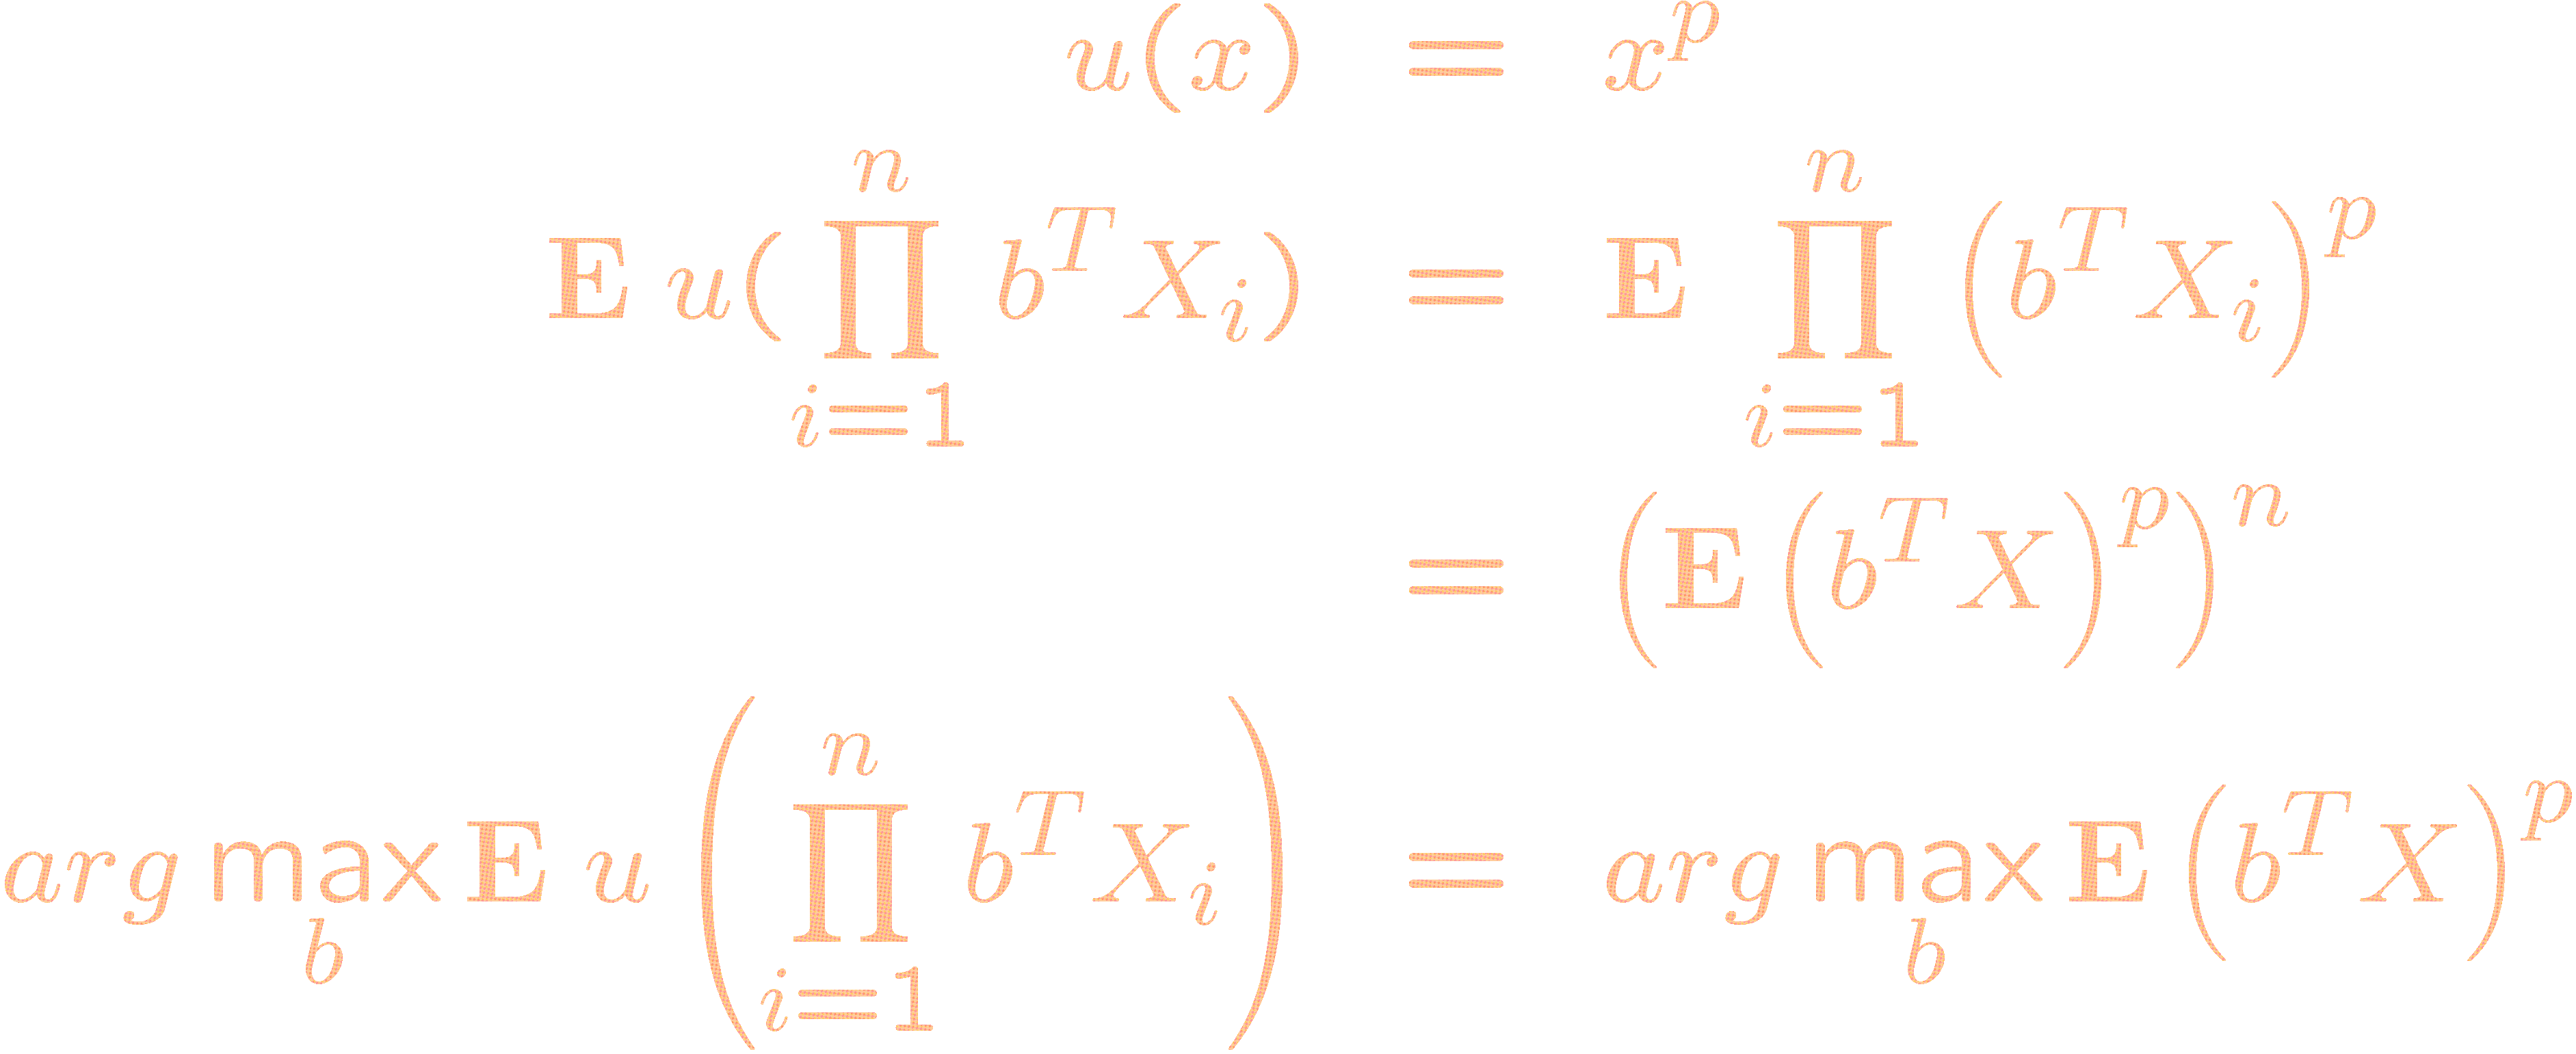 u(x) = x^p
E u(∏_{i=1}^n b^T X_i) = E ∏_{i=1}^n (b^T X_i)^p
= (E (b^T X)^p)^n
arg max_b E u (∏_{i=1}^n b^T X_i) = arg max_b E (b^T X)^p